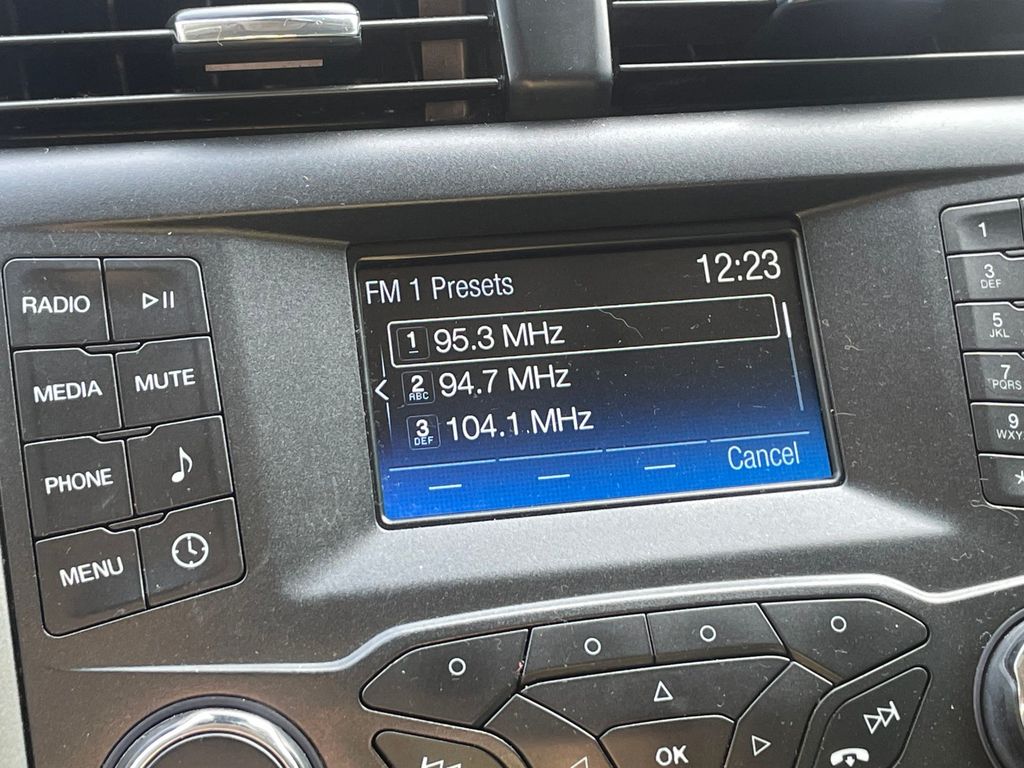 FM 1 Presets 12:23
1 95.3 MHz
2 ABC 94.7 MHz
3 DEF 104.1 MHz
Cancel
RADIO
MEDIA MUTE
PHONE
MENU
1
3
DEF
5
JKL
7
PQRS
9
WXY
*
OK